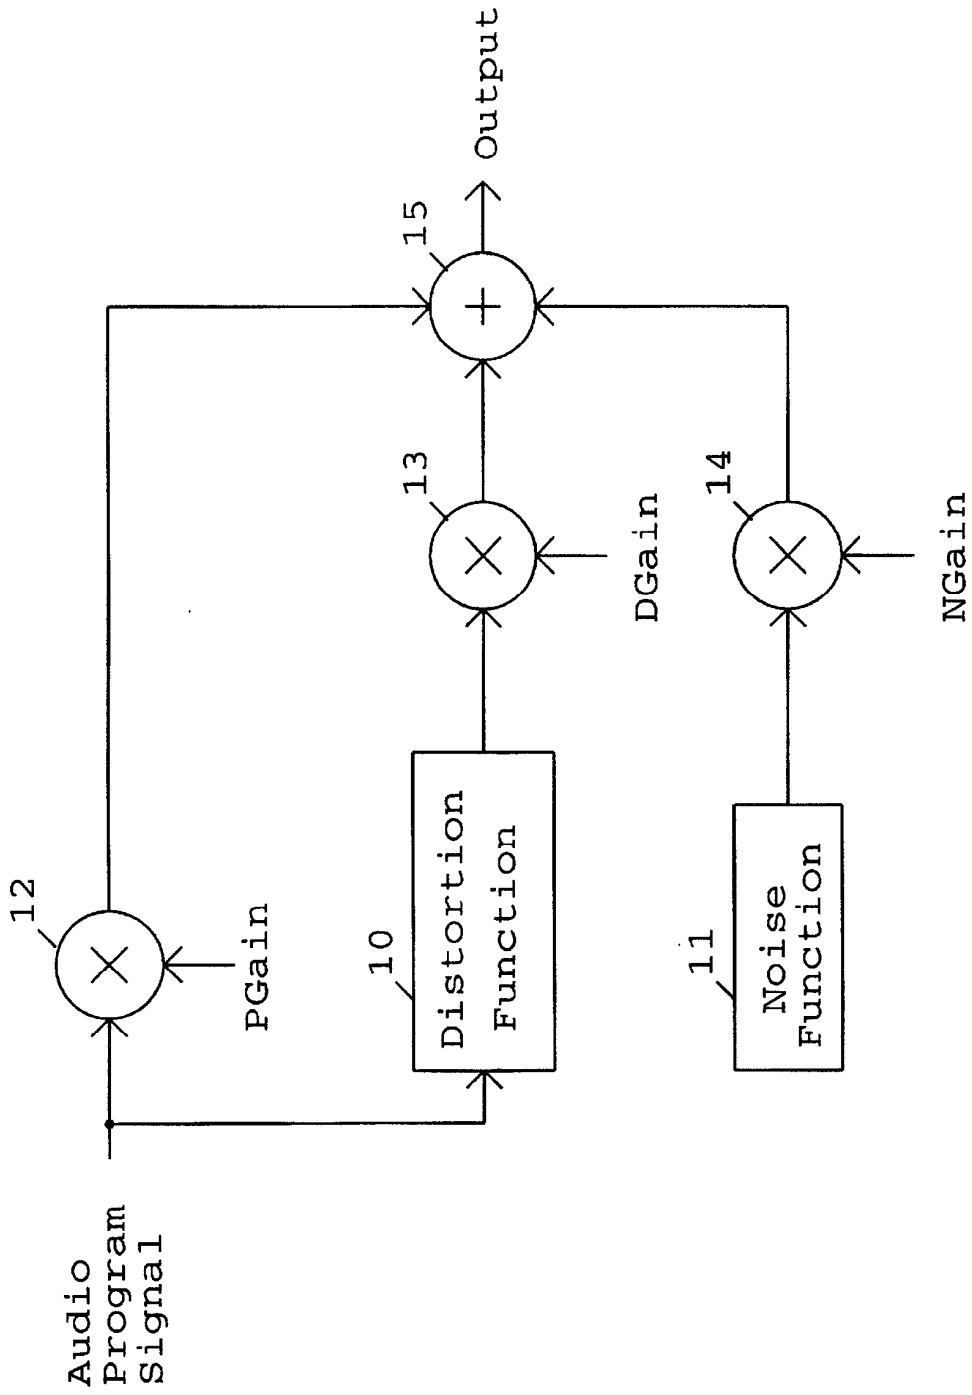 Audio
Program
Signal
12
PGain
10
Distortion
Function
11
Noise
Function
13
DGain
14
NGain
15
Output